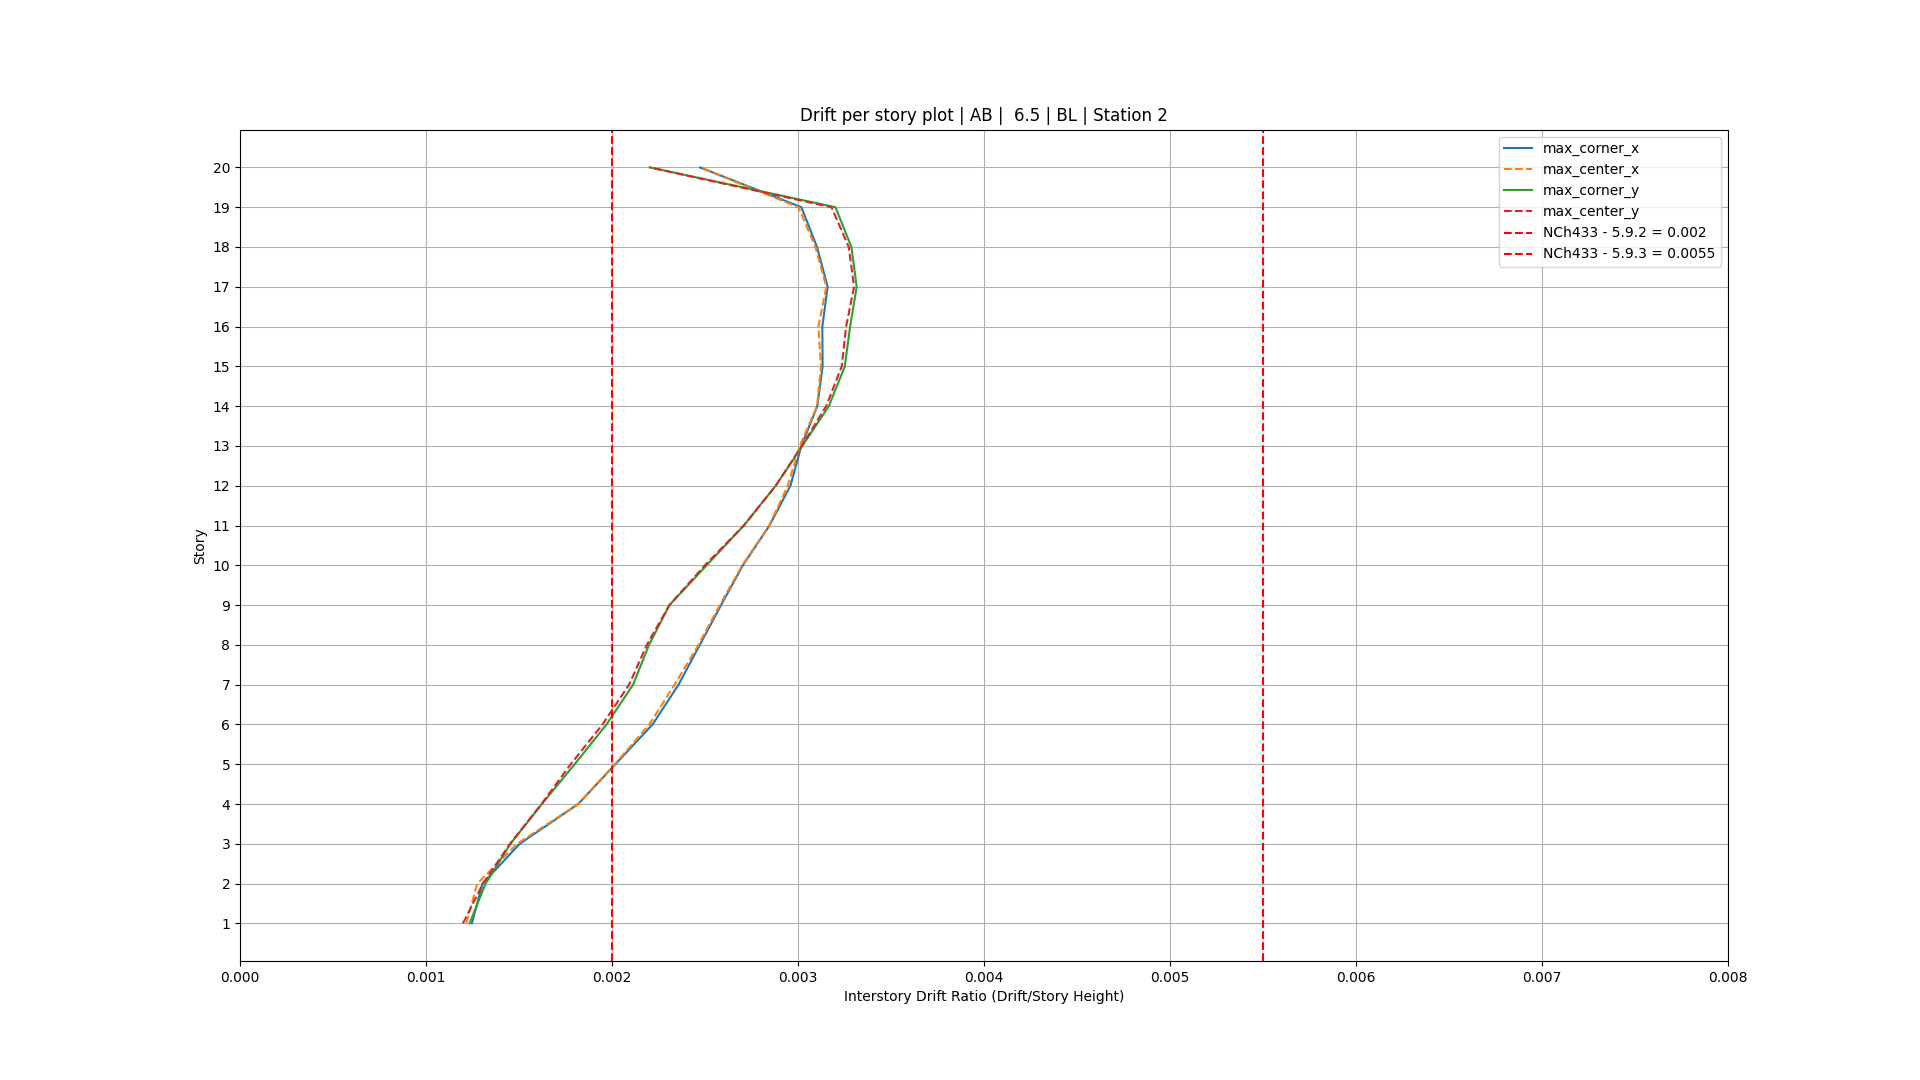 Drift per story plot | AB |  6.5 | BL | Station 2
max_corner_x
max_center_x
max_corner_y
max_center_y
NCh433 - 5.9.2 = 0.002
NCh433 - 5.9.3 = 0.0055
Story
20
19
18
17
16
15
14
13
12
11
10
9
8
7
6
5
4
3
2
1
0.000 0.001 0.002 0.003 0.004 0.005 0.006 0.007 0.008
Interstory Drift Ratio (Drift/Story Height)